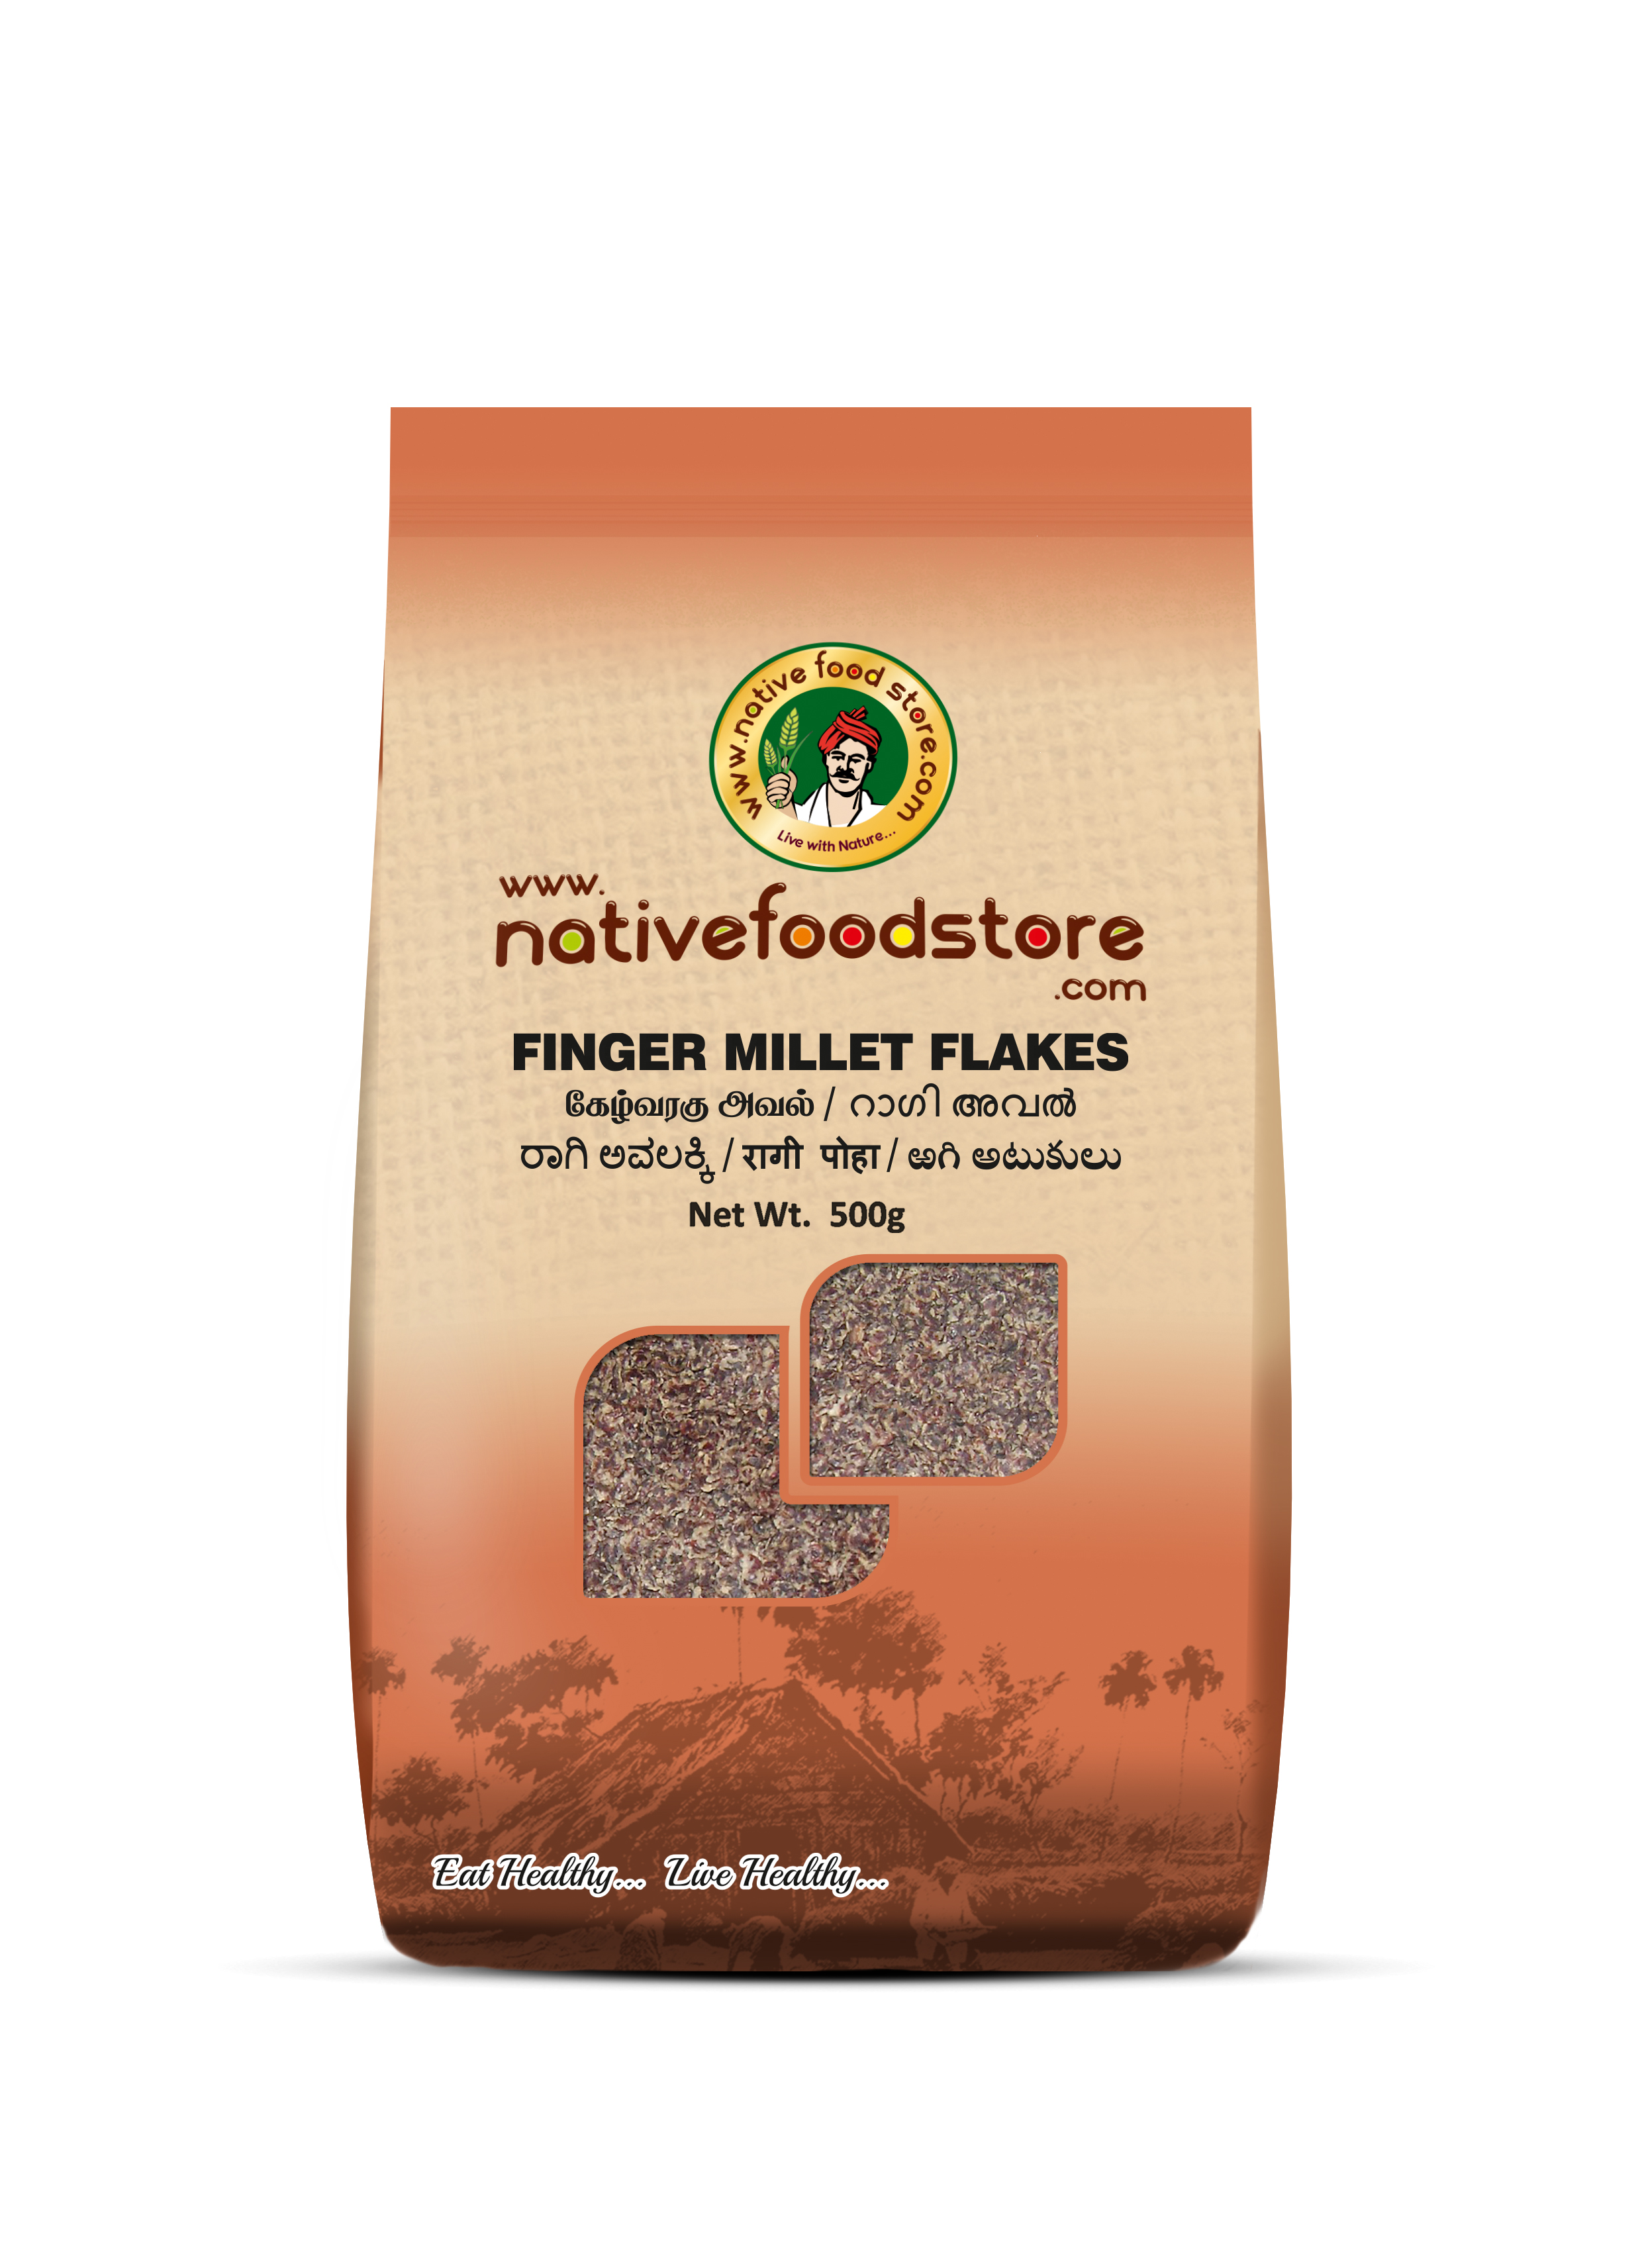 www.native food store.com
Live with Nature...
www.
nativefoodstore
.com
FINGER MILLET FLAKES
கேழ்வரகு அவல் / റാഗി അവൽ
ರಾಗಿ ಅವಲಕ್ಕಿ / रागी पोहा / ఱగి అటుకులు
Net Wt. 500g
Eat Healthy... Live Healthy...